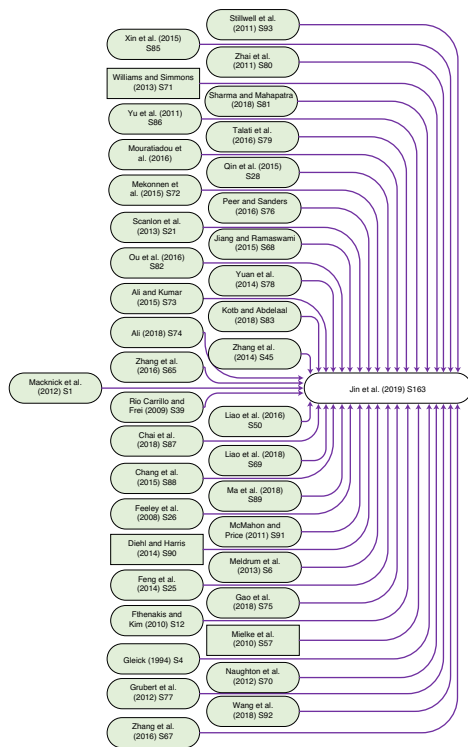 Stillwell et al.
(2011) S93
Xin et al. (2015)
S85
Zhai et al.
(2011) S80
Williams and Simmons
(2013) S71
Sharma and Mahapatra
(2018) S81
Yu et al. (2011)
S86
Talati et al.
(2016) S79
Mouratiadou et
al. (2016)
Qin et al. (2015)
S28
Mekonnen et
al. (2015) S72
Peer and Sanders
(2016) S76
Scanlon et al.
(2013) S21
Jiang and Ramaswami
(2015) S68
Ou et al. (2016)
S82
Yuan et al.
(2014) S78
Ali and Kumar
(2015) S73
Kotb and Abdelaal
(2018) S83
Ali (2018) S74
Zhang et al.
(2014) S45
Zhang et al.
(2016) S65
Macknick et al.
(2012) S1
Jin et al. (2019) S163
Rio Carrillo and
Frei (2009) S39
Liao et al. (2016)
S50
Chai et al.
(2018) S87
Liao et al. (2018)
S69
Chang et al.
(2015) S88
Ma et al. (2018)
S89
Feeley et al.
(2008) S26
McMahon and
Price (2011) S91
Diehl and Harris
(2014) S90
Meldrum et al.
(2013) S6
Feng et al.
(2014) S25
Gao et al.
(2018) S75
Fthenakis and
Kim (2010) S12
Mielke et al.
(2010) S57
Gleick (1994) S4
Naughton et al.
(2012) S70
Grubert et al.
(2012) S77
Wang et al.
(2018) S92
Zhang et al.
(2016) S67